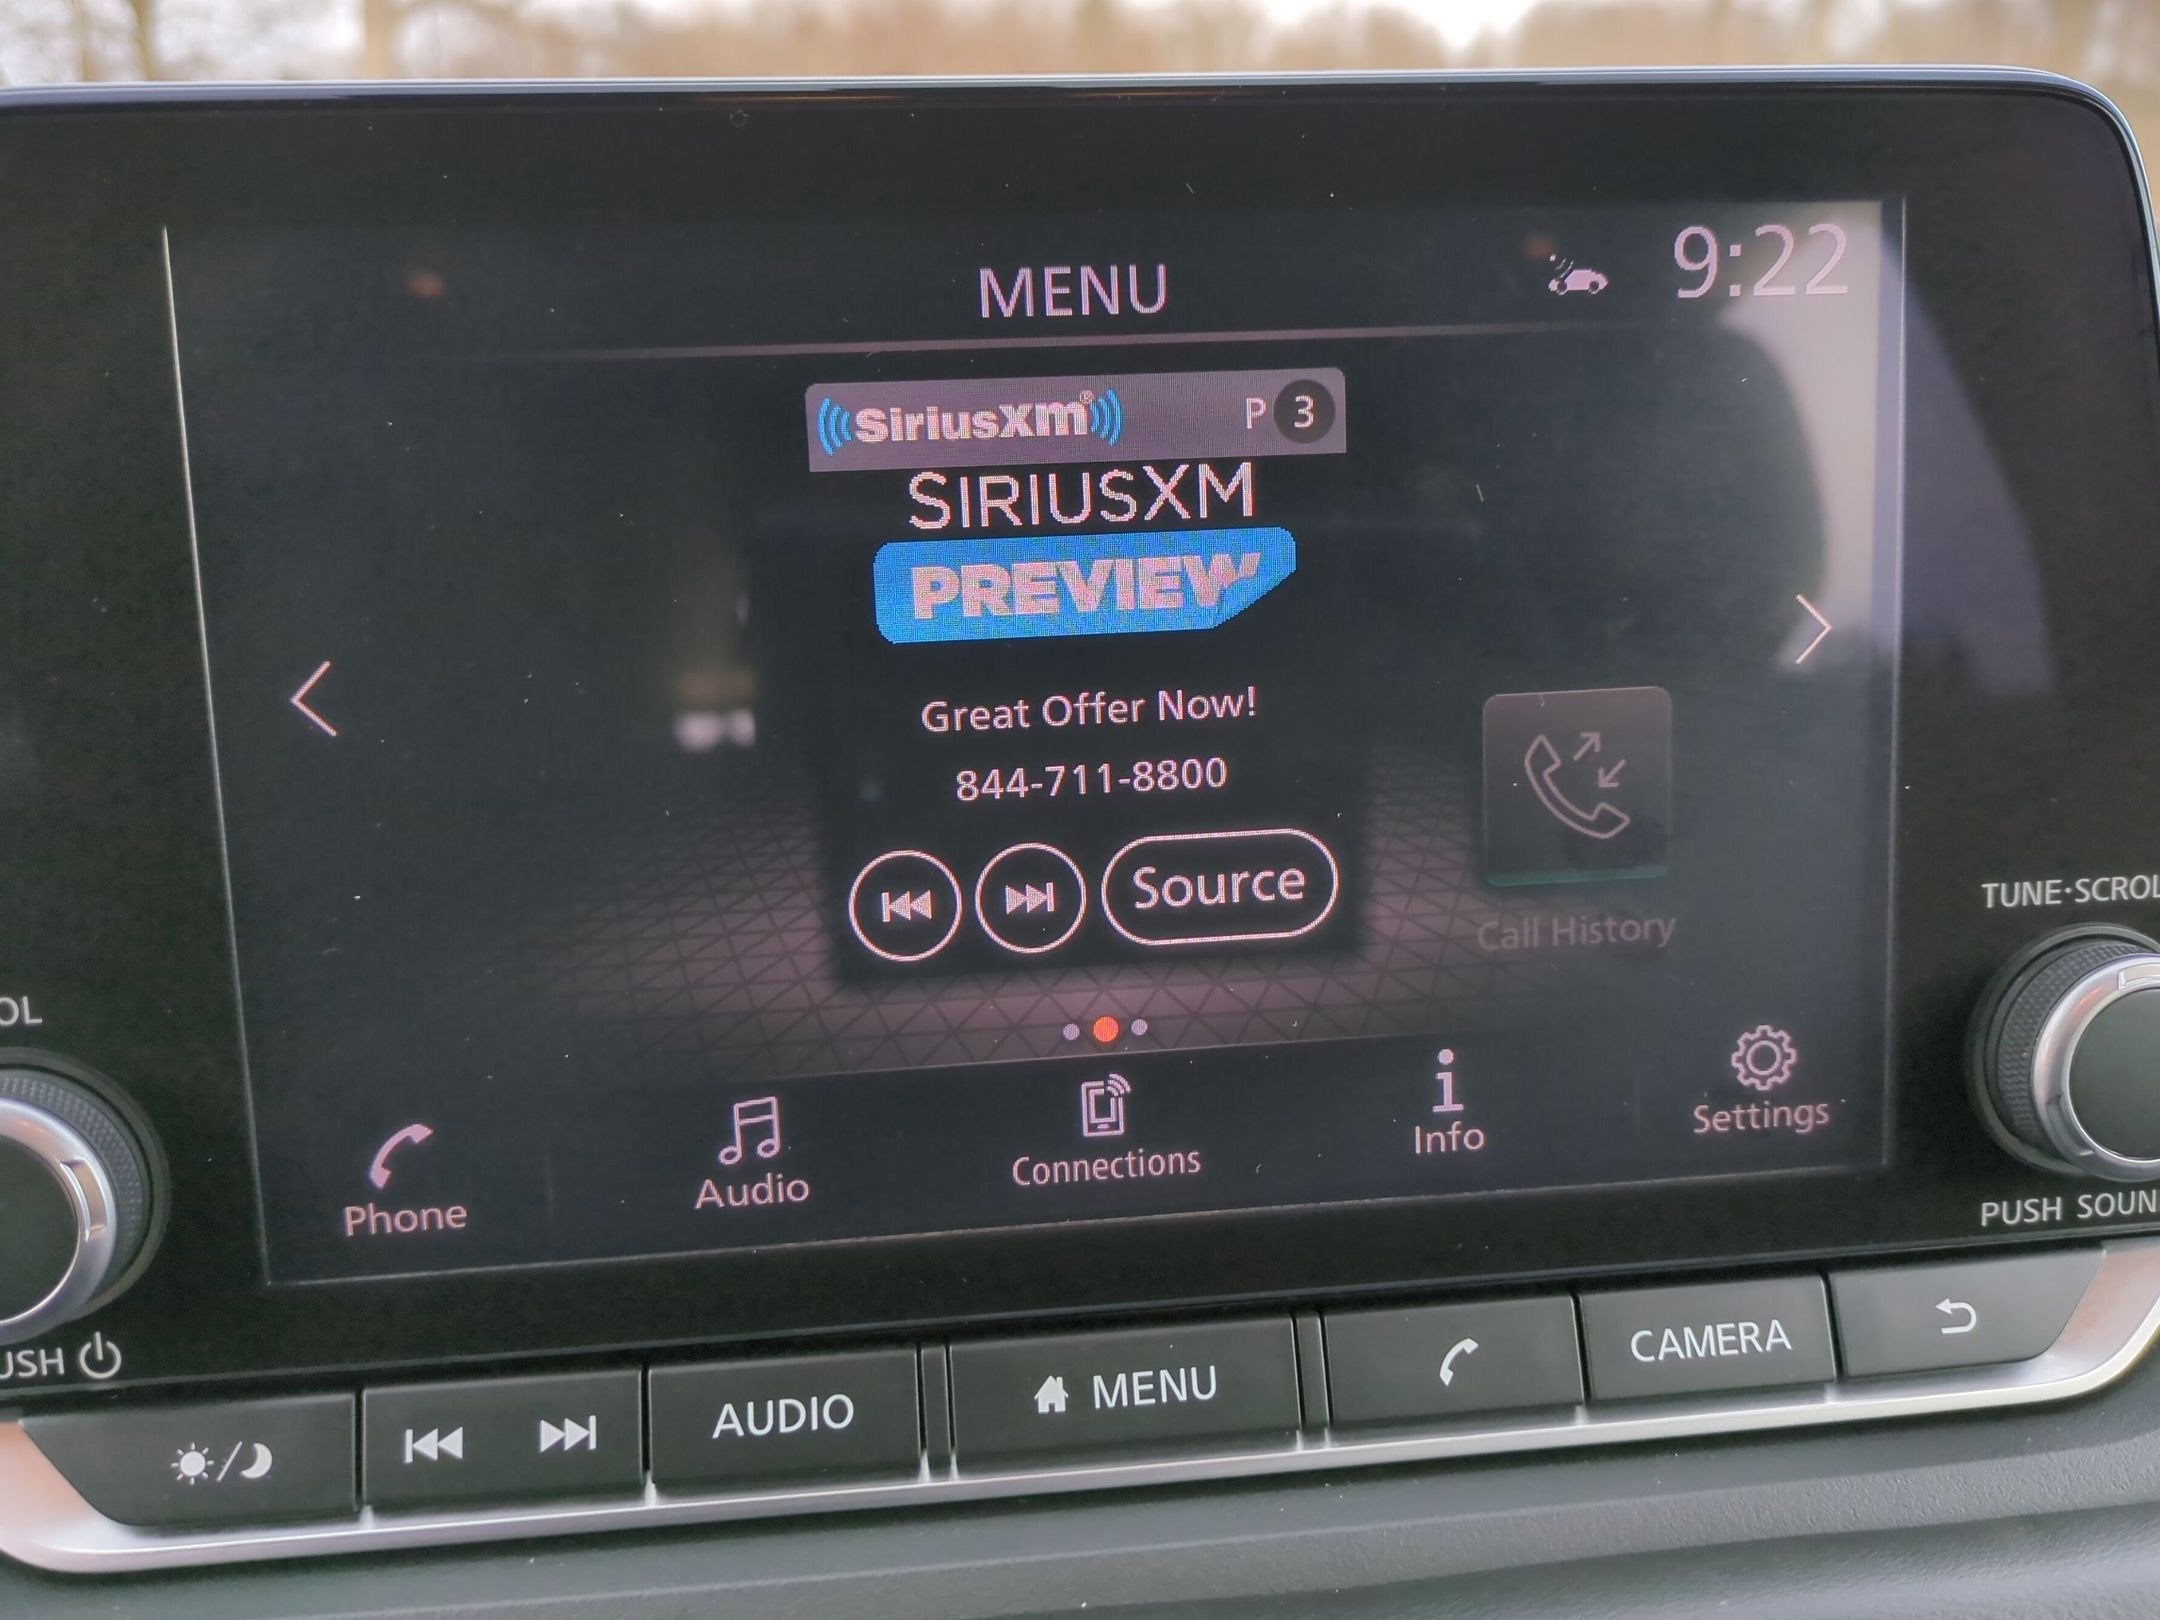 MENU
9:22
SiriusXm® P 3
SIRIUSXM
PREVIEW
Great Offer Now!
844-711-8800
Source
Call History
Phone
Audio
Connections
Info
Settings
OL
TUNE·SCROL
PUSH SOUN
USH
AUDIO
MENU
CAMERA